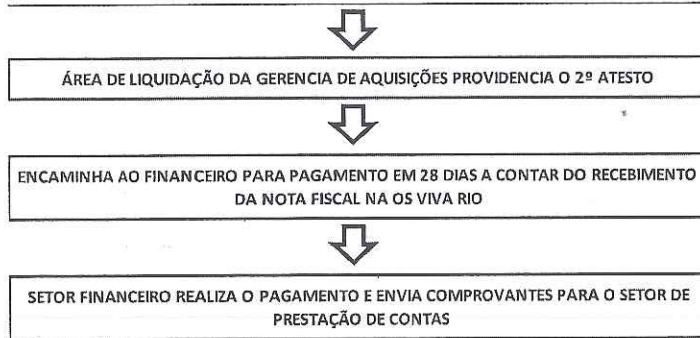 ÁREA DE LIQUIDAÇÃO DA GERENCIA DE AQUISIÇÕES PROVIDENCIA O 2º ATESTO
ENCAMINHA AO FINANCEIRO PARA PAGAMENTO EM 28 DIAS A CONTAR DO RECEBIMENTO
DA NOTA FISCAL NA OS VIVA RIO
SETOR FINANCEIRO REALIZA O PAGAMENTO E ENVIA COMPROVANTES PARA O SETOR DE
PRESTAÇÃO DE CONTAS